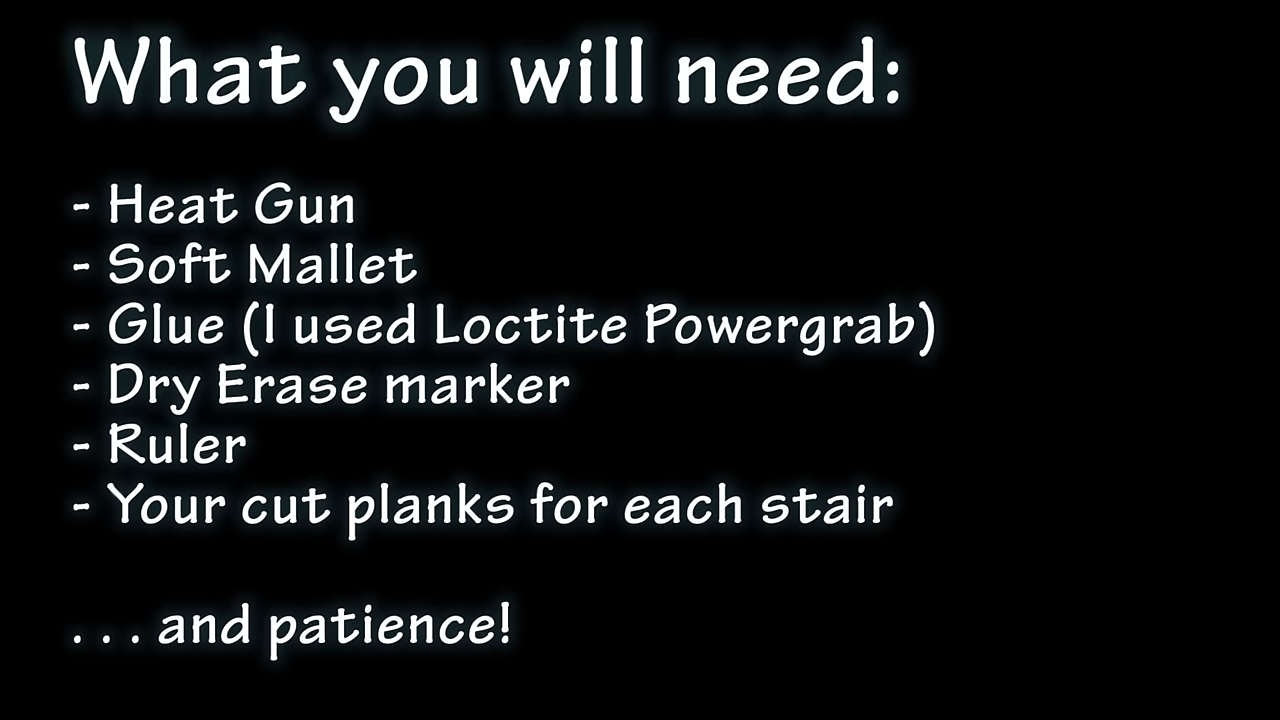 What you will need:
- Heat Gun
- Soft Mallet
- Glue (I used Loctite Powergrab)
- Dry Erase marker
- Ruler
- Your cut planks for each stair
. . . and patience!